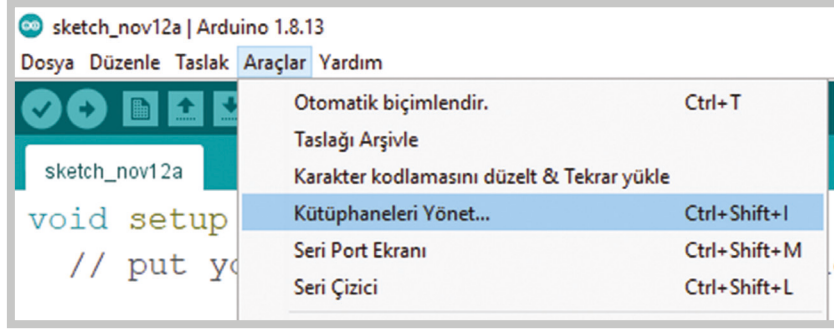 sketch_nov12a | Arduino 1.8.13
Dosya Düzenle Taslak Araçlar Yardım
Otomatik biçimlendir. Ctrl+T
Taslağı Arşivle
sketch_nov12a
Karakter kodlamasını düzelt & Tekrar yükle
void setup
Kütüphaneleri Yönet... Ctrl+Shift+I
Seri Port Ekranı Ctrl+Shift+M
// put
Seri Çizici Ctrl+Shift+L